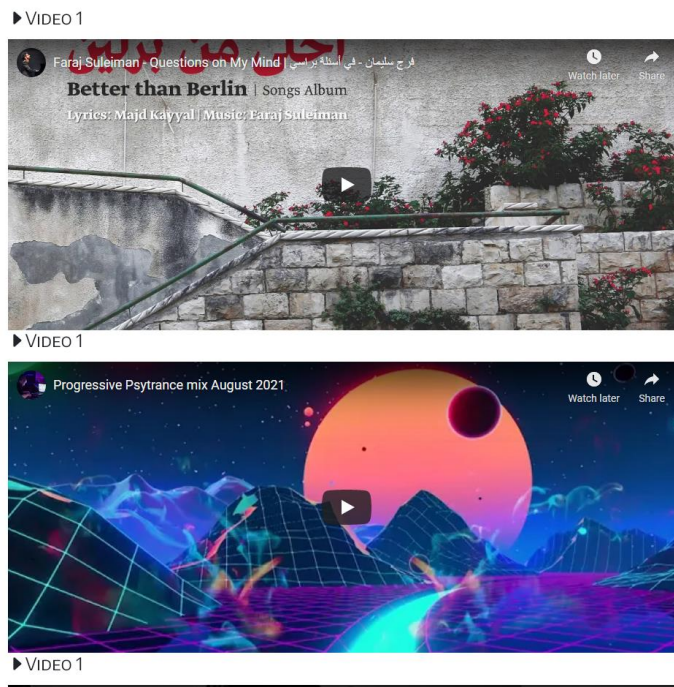 VIDEO 1
أحلى من برلين
Faraj Suleiman - Questions on My Mind | فرج سليمان - في أسئلة براسي
Watch later
Share
Better than Berlin | Songs Album
Lyrics: Majd Kayyal | Music: Faraj Suleiman
VIDEO 1
Progressive Psytrance mix August 2021
Watch later
Share
VIDEO 1